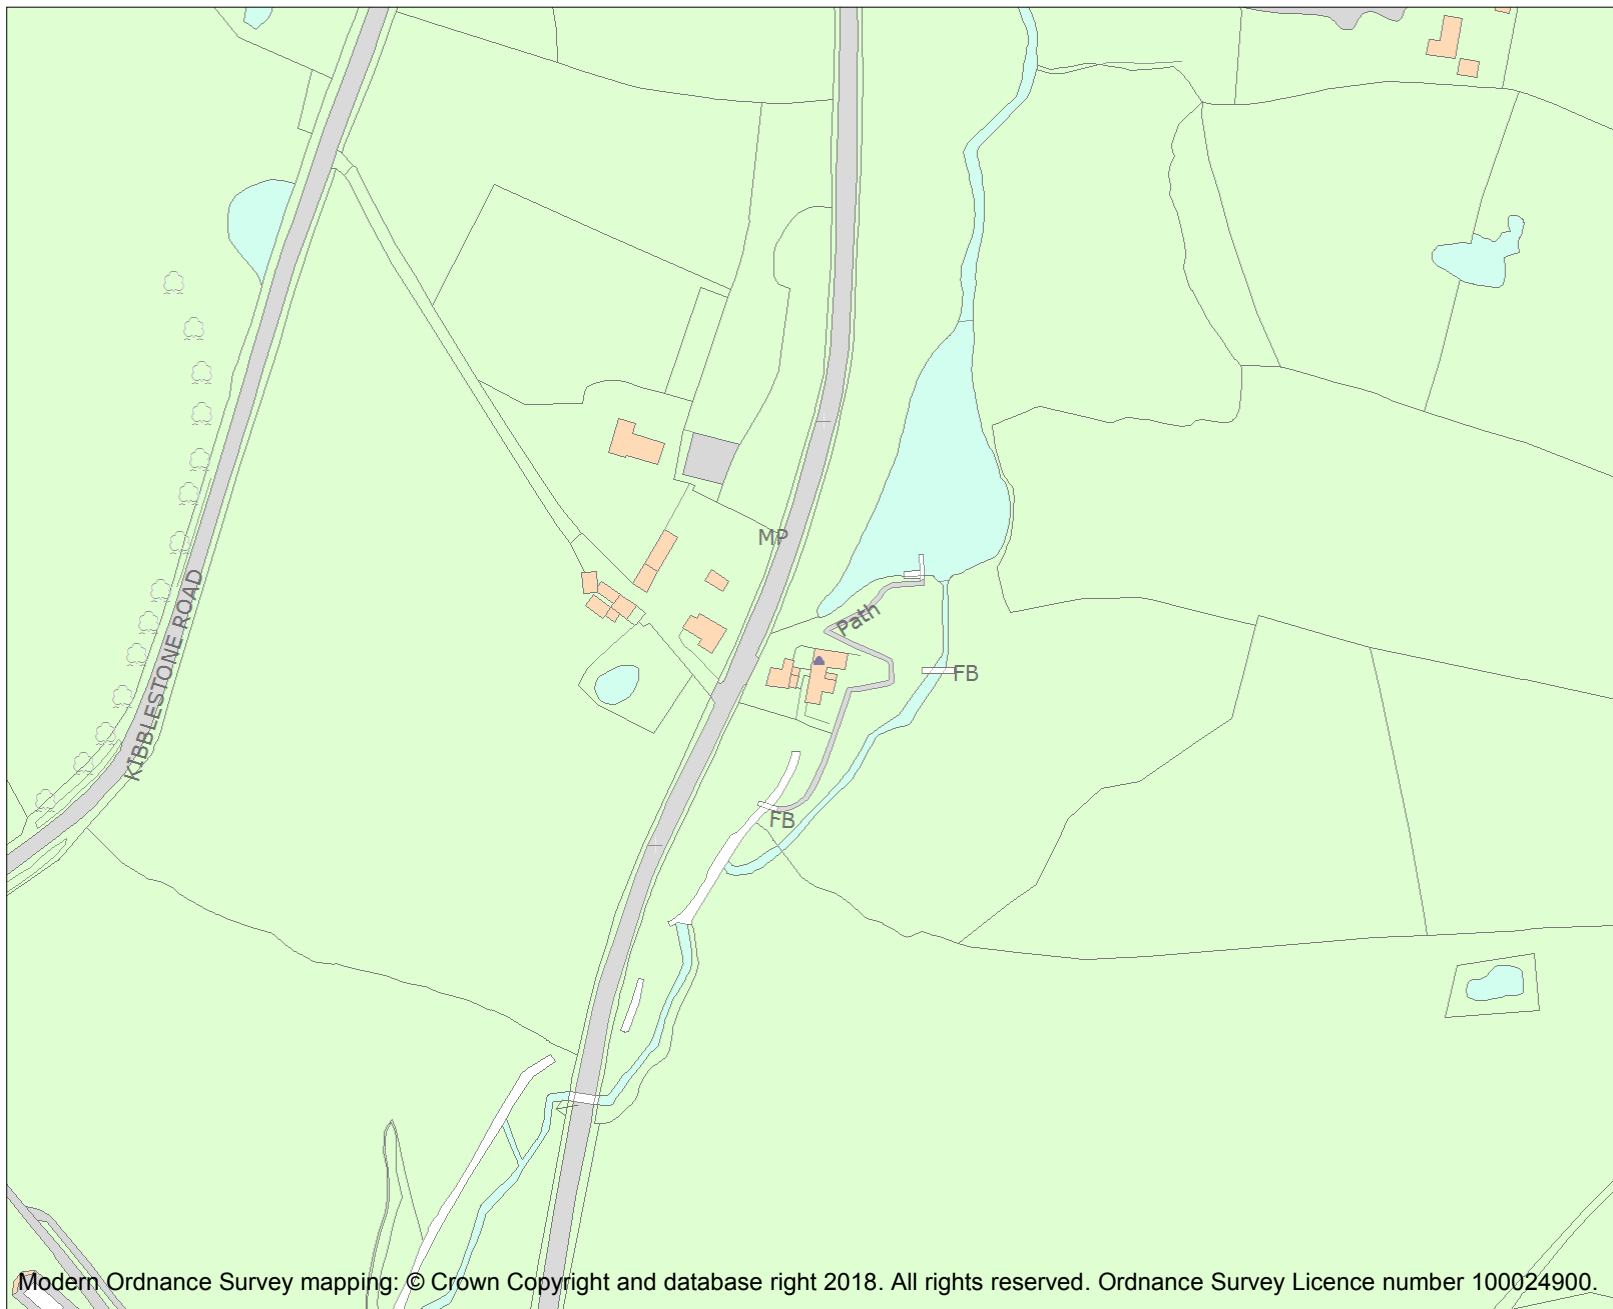 MP
Path
KIBBLESTONE ROAD
FB
FB
Modern Ordnance Survey mapping: © Crown Copyright and database right 2018. All rights reserved. Ordnance Survey Licence number 100024900.